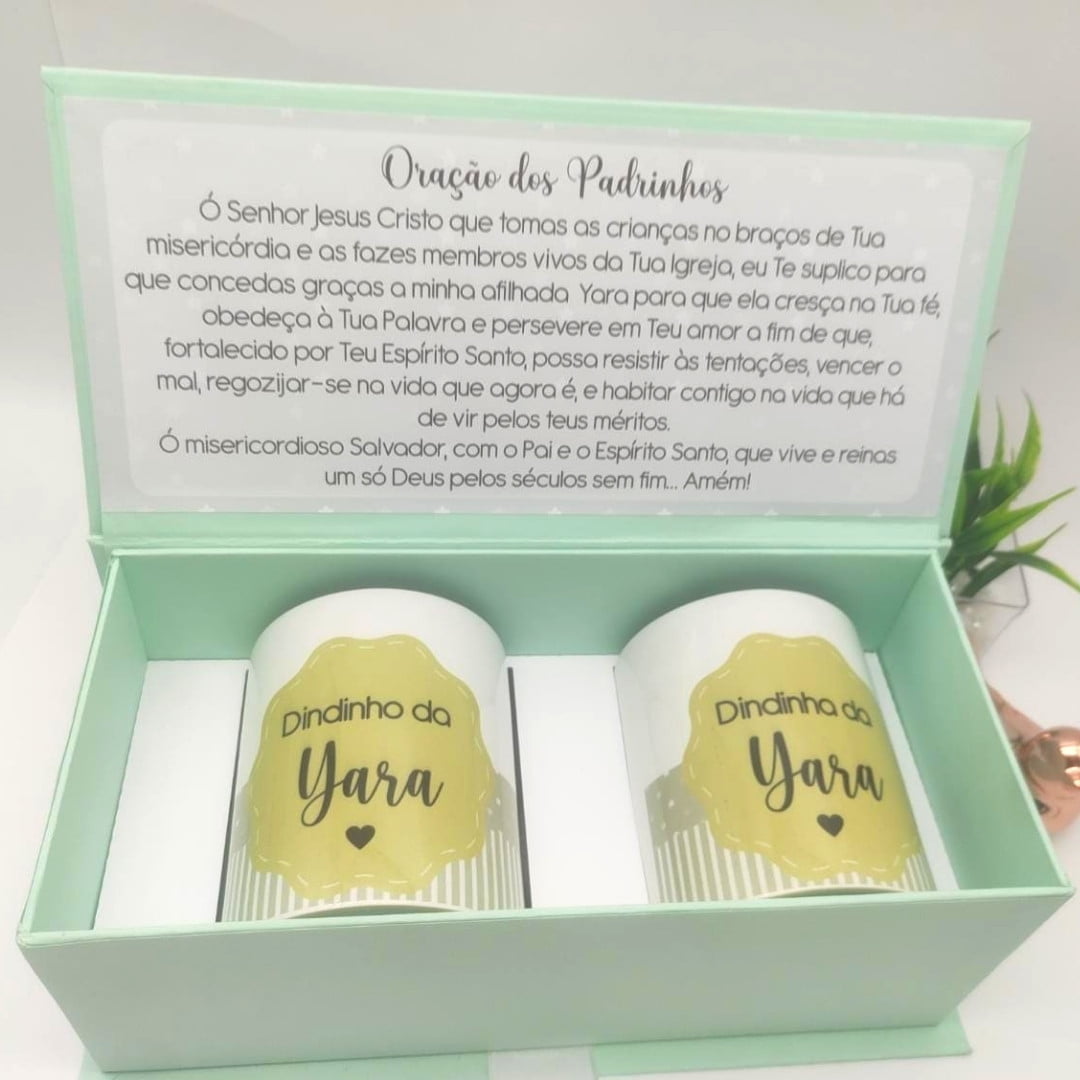 Oração dos Padrinhos
Ó Senhor Jesus Cristo que tomas as crianças no braços de Tua
misericórdia e as fazes membros vivos da Tua Igreja, eu Te suplico para
que concedas graças a minha afilhada Yara para que ela cresça na Tua fé,
obedeça à Tua Palavra e persevere em Teu amor a fim de que,
fortalecido por Teu Espírito Santo, possa resistir às tentações, vencer o
mal, regozijar-se na vida que agora é, e habitar contigo na vida que há
de vir pelos teus méritos.
Ó misericordioso Salvador, com o Pai e o Espírito Santo, que vive e reinas
um só Deus pelos séculos sem fim... Amém!
Dindinho da
Yara
Dindinha da
Yara